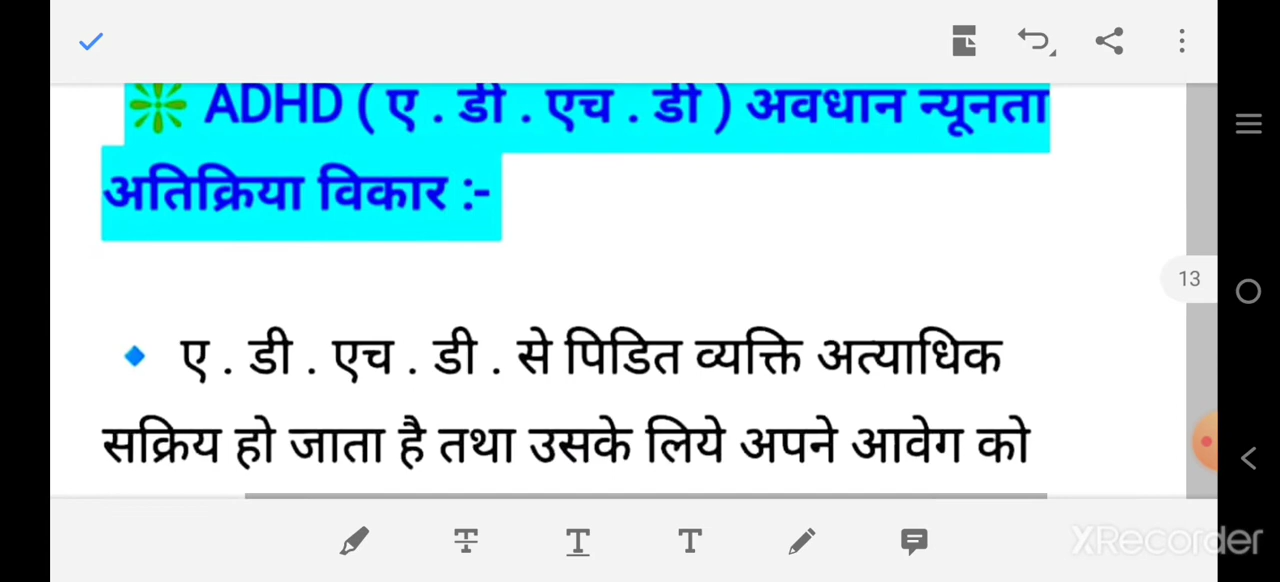 ADHD ( ए . डी . एच . डी ) अवधान न्यूनता
अतिक्रिया विकार :-
13
ए . डी . एच . डी . से पिडित व्यक्ति अत्याधिक
सक्रिय हो जाता है तथा उसके लिये अपने आवेग को
T T T
XRecorder